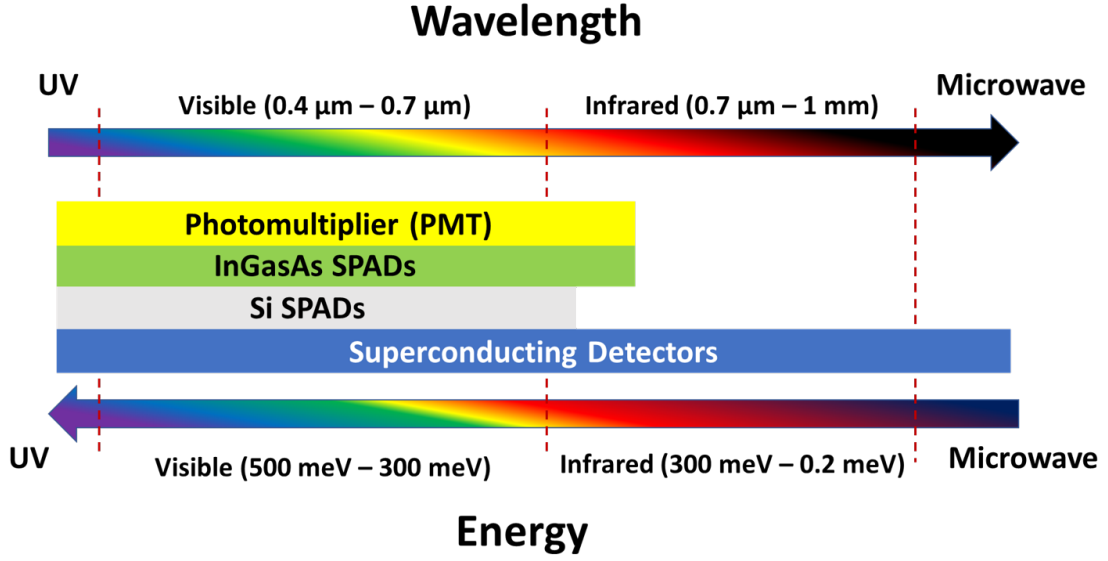 Wavelength
UV
Microwave
Visible (0.4 µm – 0.7 µm)
Infrared (0.7 µm – 1 mm)
Photomultiplier (PMT)
InGasAs SPADs
Si SPADs
Superconducting Detectors
UV
Visible (500 meV – 300 meV)
Infrared (300 meV – 0.2 meV)
Microwave
Energy